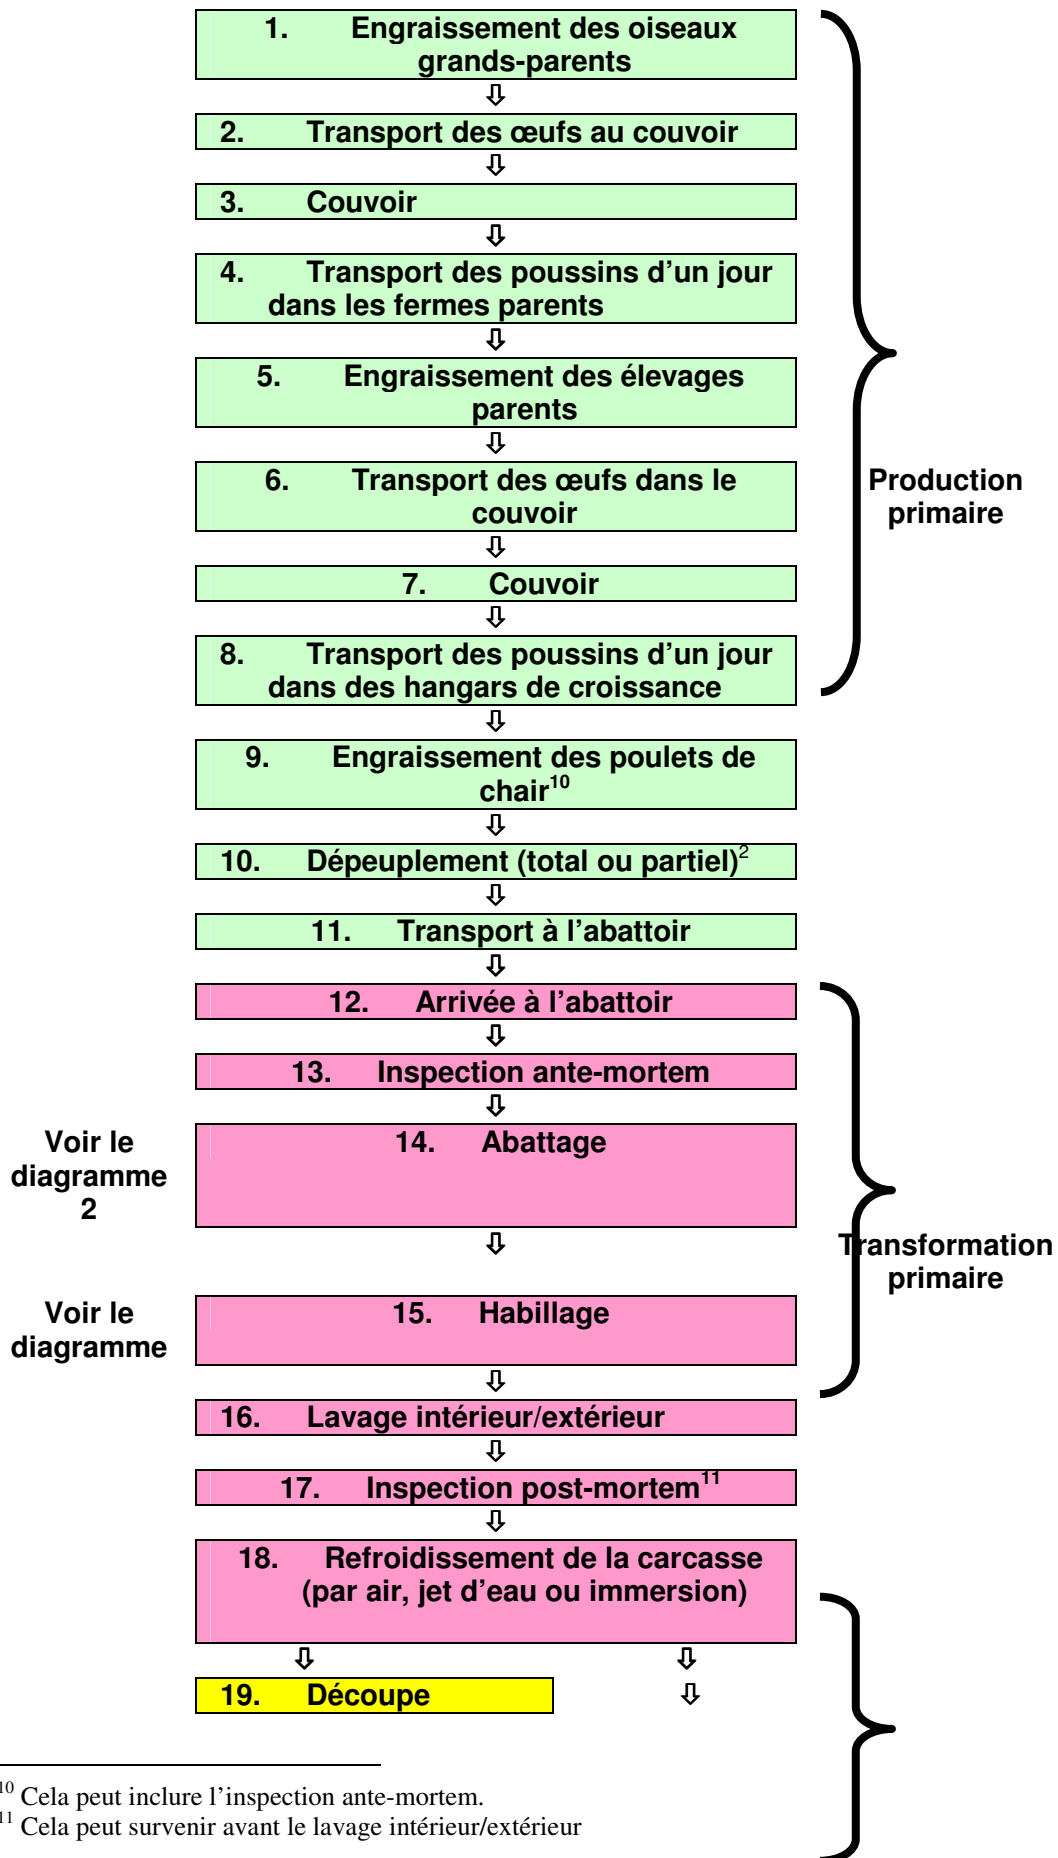 1. Engraissement des oiseaux
grands-parents
⇩
2. Transport des œufs au couvoir
⇩
3. Couvoir
⇩
4. Transport des poussins d’un jour
dans les fermes parents
⇩
5. Engraissement des élevages
parents
⇩
6. Transport des œufs dans le
couvoir
Production
primaire
⇩
7. Couvoir
⇩
8. Transport des poussins d’un jour
dans des hangars de croissance
⇩
9. Engraissement des poulets de
chair¹⁰
⇩
10. Dépeuplement (total ou partiel)²
⇩
11. Transport à l’abattoir
⇩
12. Arrivée à l’abattoir
⇩
13. Inspection ante-mortem
⇩
Voir le
diagramme
2
14. Abattage
⇩
Transformation
primaire
Voir le
diagramme
15. Habillage
⇩
16. Lavage intérieur/extérieur
⇩
17. Inspection post-mortem¹¹
⇩
18. Refroidissement de la carcasse
(par air, jet d’eau ou immersion)
⇩ ⇩
19. Découpe ⇩
¹⁰ Cela peut inclure l’inspection ante-mortem.
¹¹ Cela peut survenir avant le lavage intérieur/extérieur